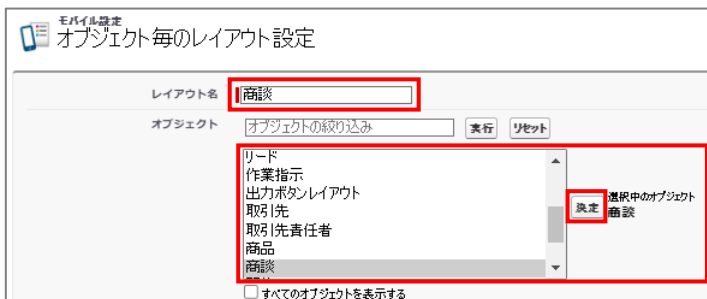 モバイル設定
オブジェクト毎のレイアウト設定
レイアウト名 商談
オブジェクト オブジェクトの絞り込み 実行 リセット
リード
作業指示
出力ボタンレイアウト
取引先
取引先責任者
商品
商談
決定 選択中のオブジェクト
商談
すべてのオブジェクトを表示する